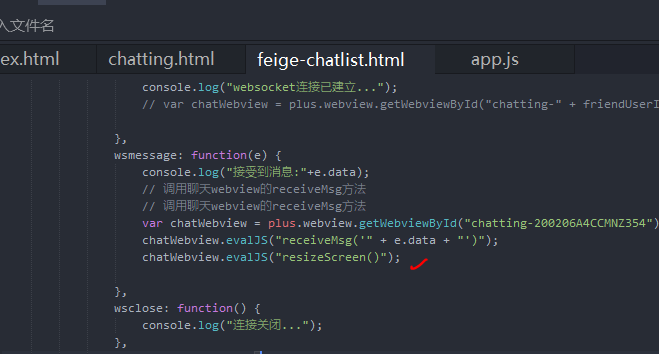 入文件名
ex.html chatting.html feige-chatlist.html app.js
console.log("websocket连接已建立...");
// var chatWebview = plus.webview.getWebviewById("chatting-" + friendUserI
},
wsmessage: function(e) {
console.log("接受到消息:"+e.data);
// 调用聊天webview的receiveMsg方法
// 调用聊天webview的receiveMsg方法
var chatWebview = plus.webview.getWebviewById("chatting-200206A4CCMNZ354")
chatWebview.evalJS("receiveMsg('" + e.data + "')");
chatWebview.evalJS("resizeScreen()");
},
wsclose: function() {
console.log("连接关闭...");
},